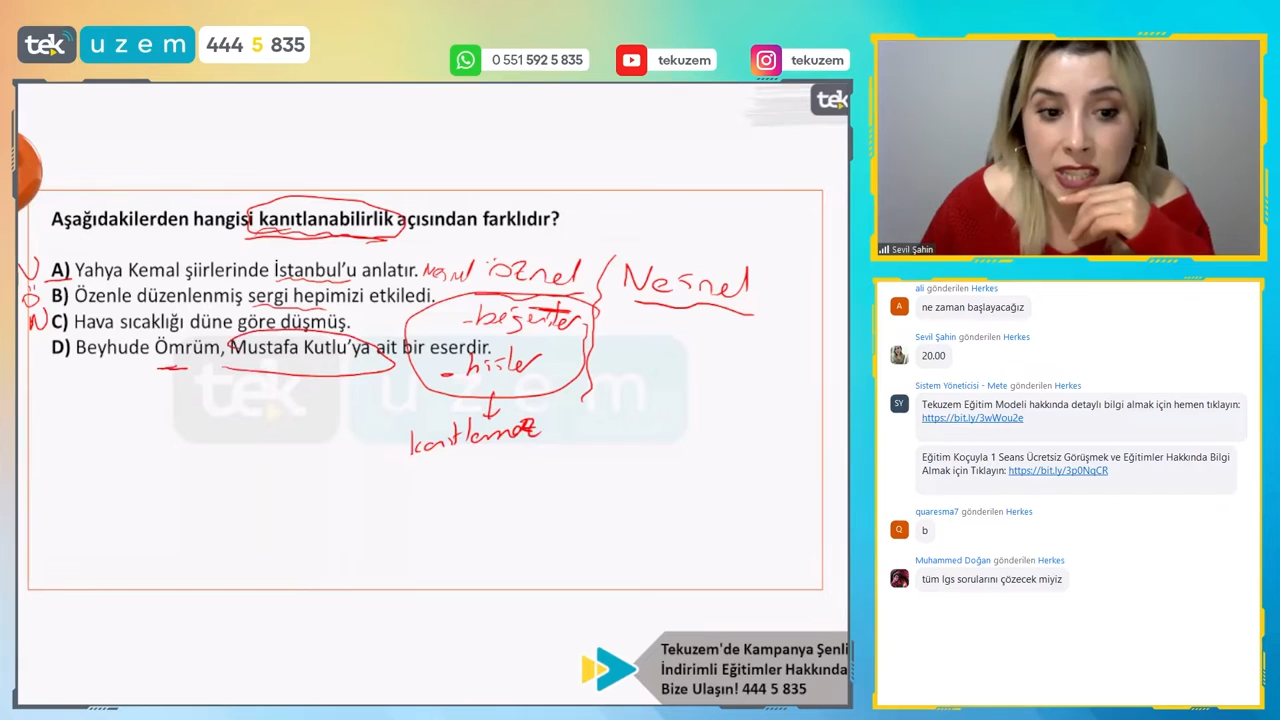 tek
uzem
444 5 835
0 551 592 5 835
tekuzem
tekuzem
tek
Aşağıdakilerden hangisi kanıtlanabilirlik açısından farklıdır?
A) Yahya Kemal şiirlerinde İstanbul'u anlatır.
öznel
Nesnel
B) Özenle düzenlenmiş sergi hepimizi etkiledi.
Ö
C) Hava sıcaklığı düne göre düşmüş.
N
- beğeniler
D) Beyhude Ömrüm, Mustafa Kutlu'ya ait bir eserdir.
- hisler
tek uzem
Tekuzem'de Kampanya Şenli
İndirimli Eğitimler Hakkında
Bize Ulaşın! 444 5 835
Sevil Şahin
ali gönderilen Herkes
A
ne zaman başlayacağız
Sevil Şahin gönderilen Herkes
20.00
Sistem Yöneticisi - Mete gönderilen Herkes
SY
Tekuzem Eğitim Modeli hakkında detaylı bilgi almak için hemen tıklayın:
https://bit.ly/3wWou2e
Eğitim Koçuyla 1 Seans Ücretsiz Görüşmek ve Eğitimler Hakkında Bilgi
Almak için Tıklayın: https://bit.ly/3p0NqCR
quaresma7 gönderilen Herkes
Q
b
Muhammed Doğan gönderilen Herkes
tüm lgs sorularını çözecek miyiz